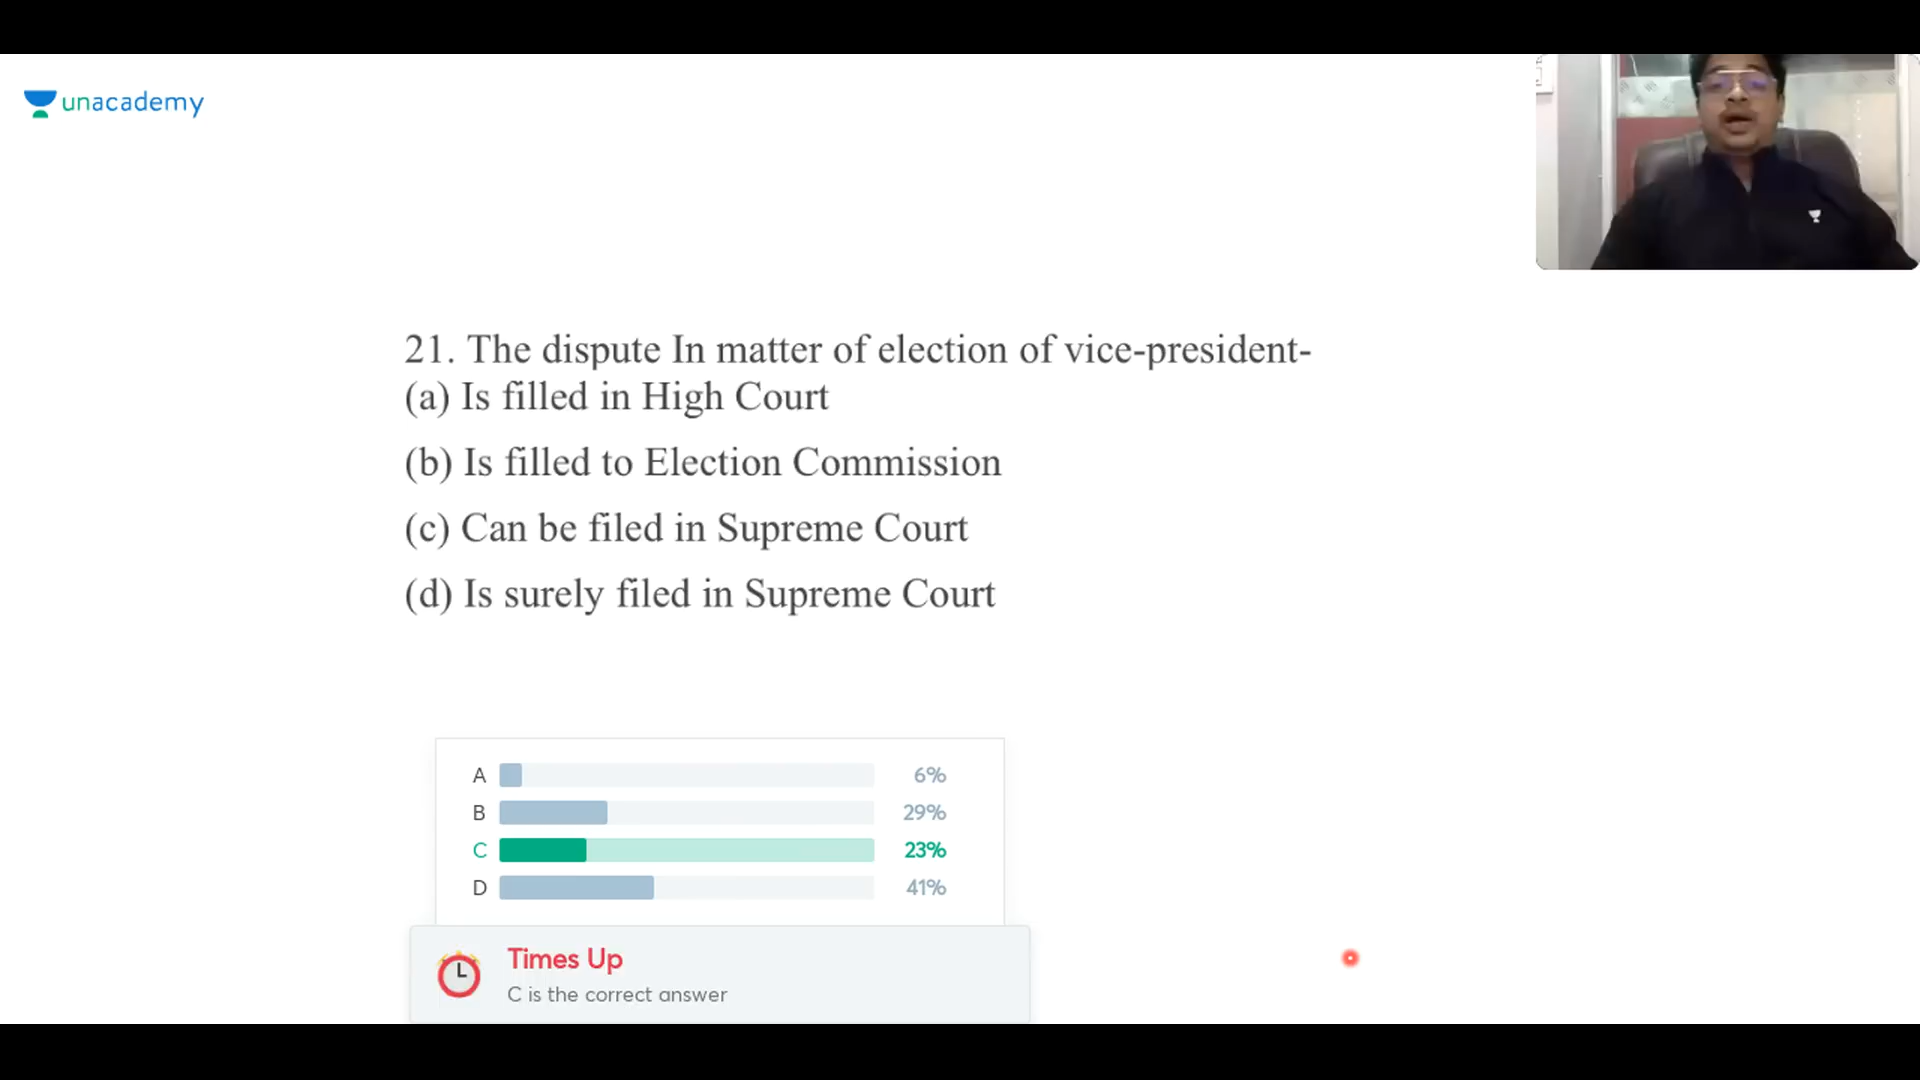 unacademy
21. The dispute In matter of election of vice-president-
(a) Is filled in High Court
(b) Is filled to Election Commission
(c) Can be filed in Supreme Court
(d) Is surely filed in Supreme Court
A 6%
B 29%
C 23%
D 41%
Times Up
C is the correct answer